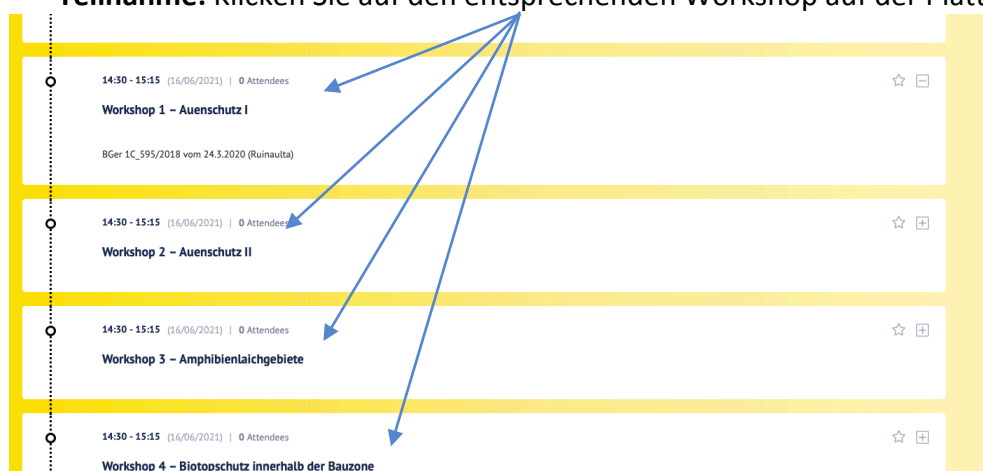 Teilnahme: Klicken Sie auf den entsprechenden Workshop auf der Platt
14:30 - 15:15 (16/06/2021) | 0 Attendees
Workshop 1 – Auenschutz I
BGer 1C_595/2018 vom 24.3.2020 (Ruinaulta)
14:30 - 15:15 (16/06/2021) | 0 Attendees
Workshop 2 – Auenschutz II
14:30 - 15:15 (16/06/2021) | 0 Attendees
Workshop 3 – Amphibienlaichgebiete
14:30 - 15:15 (16/06/2021) | 0 Attendees
Workshop 4 – Biotopschutz innerhalb der Bauzone